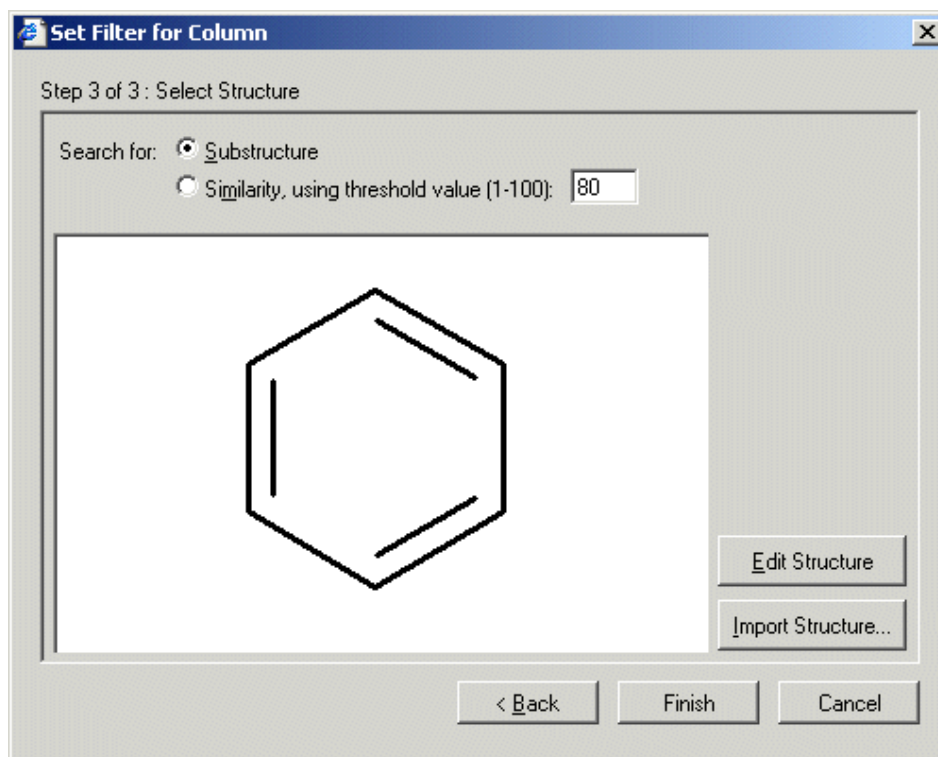 Set Filter for Column
Step 3 of 3 : Select Structure
Search for: Substructure
Similarity, using threshold value (1-100): 80
Edit Structure
Import Structure...
< Back Finish Cancel